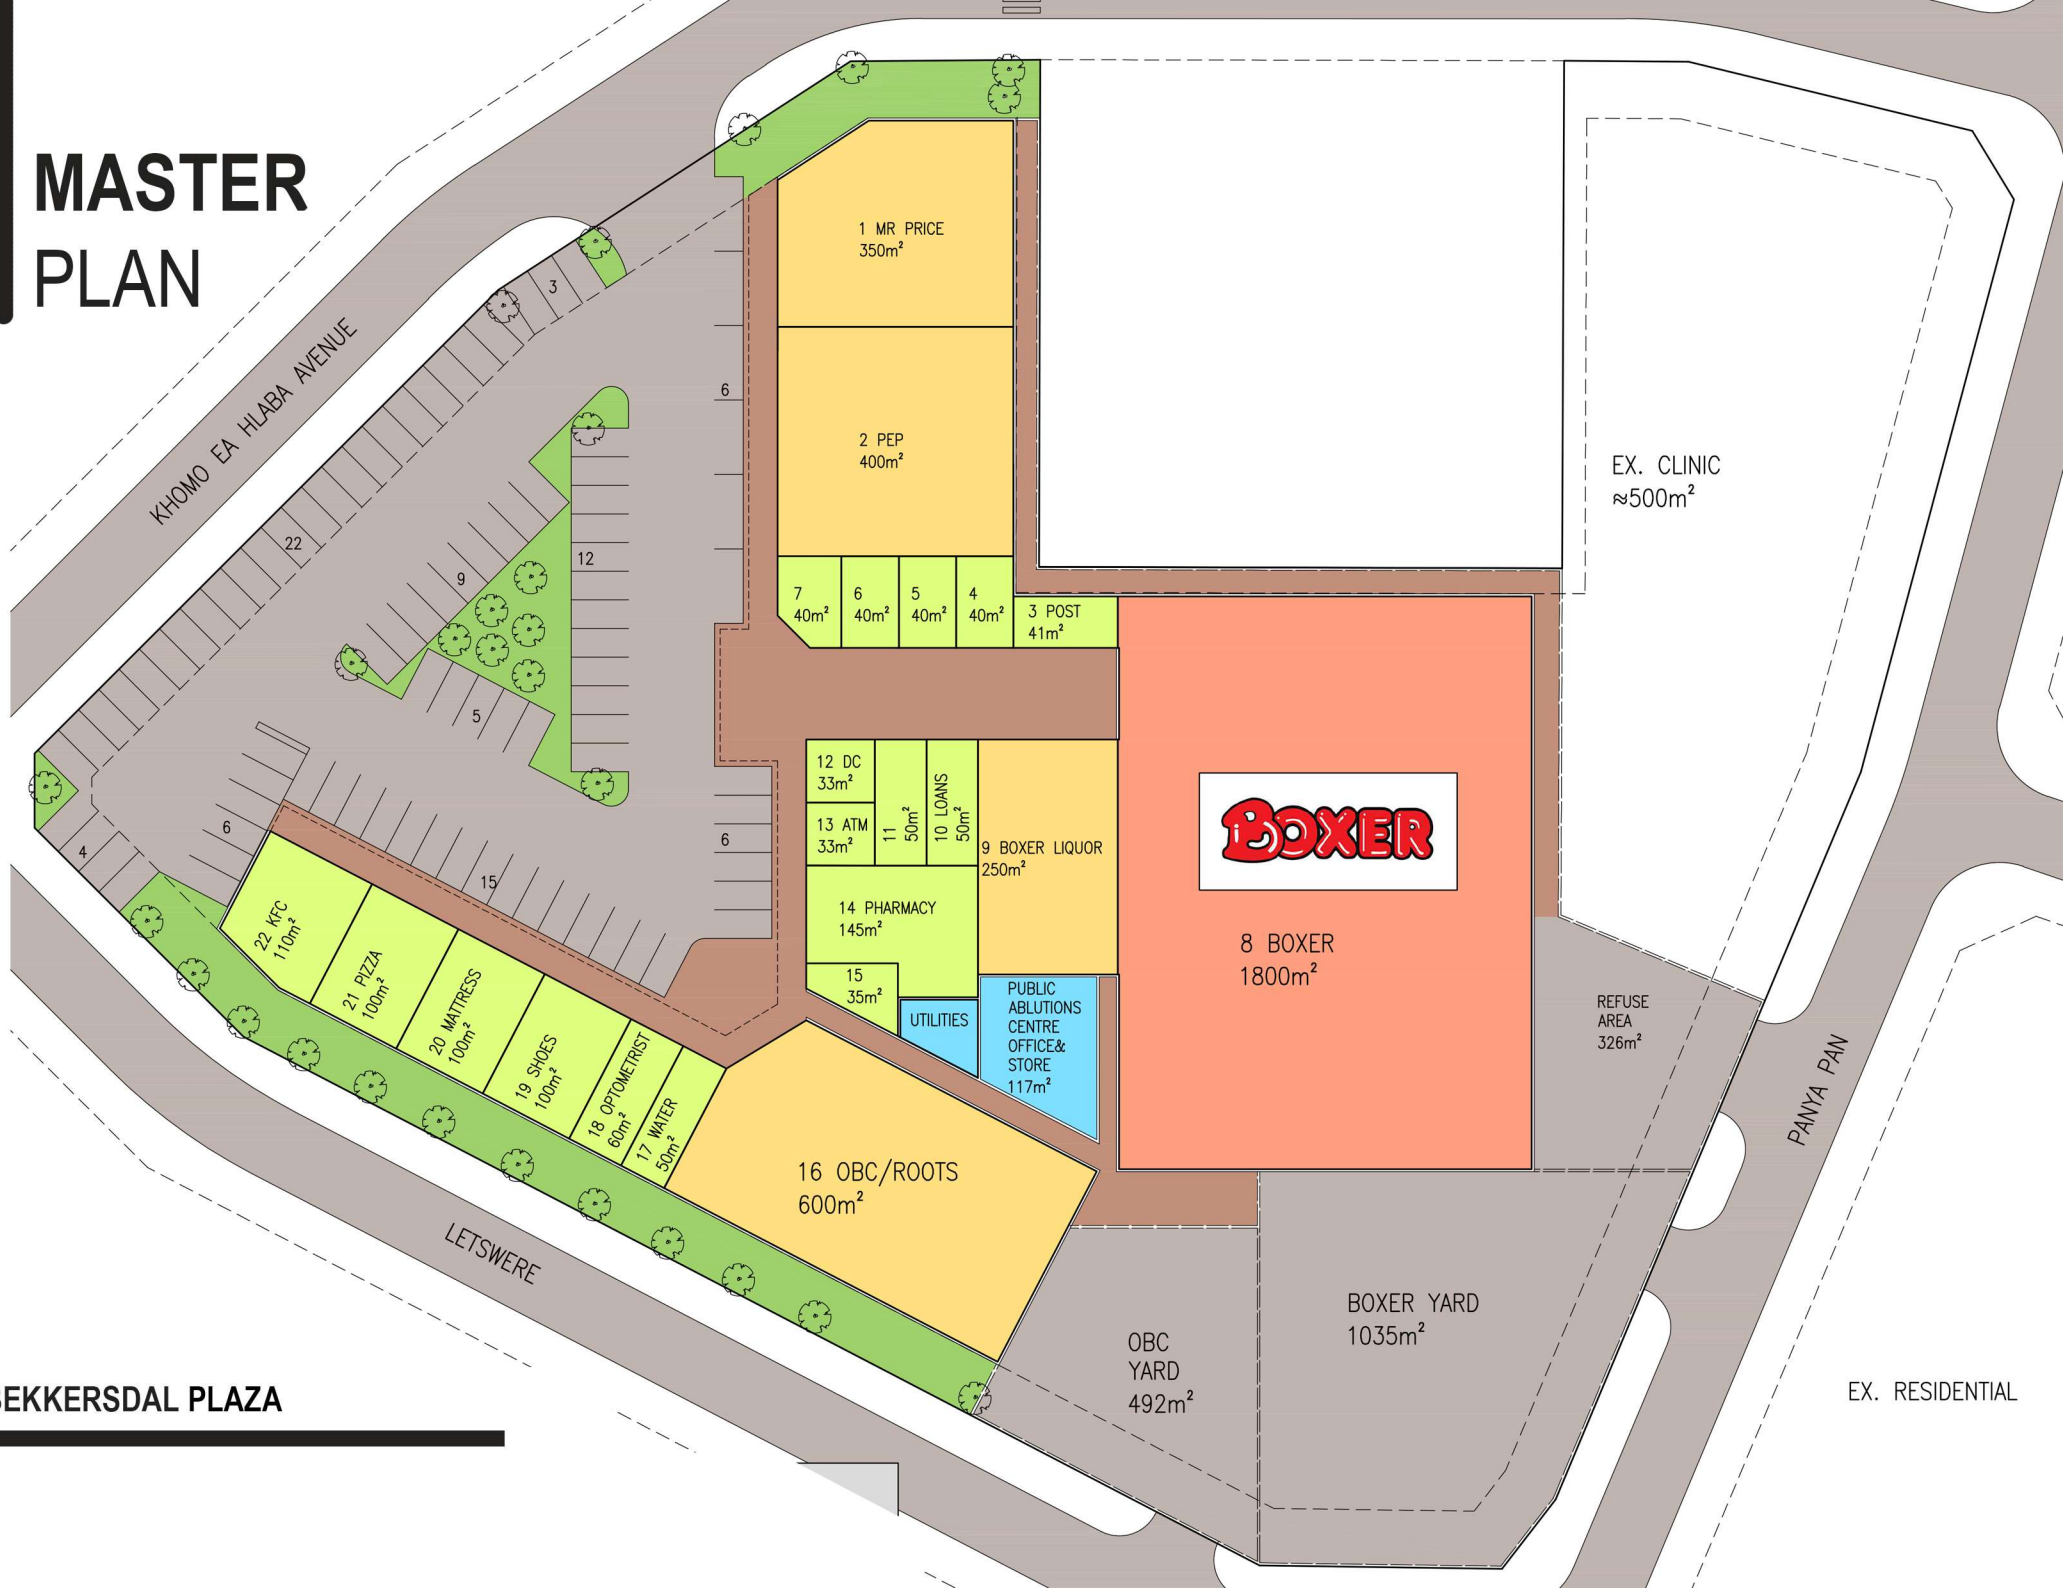 MASTER
PLAN
KHOMO EA HLABA AVENUE
3
6
22
9
12
5
6
4
15
6
1 MR PRICE
350m²
2 PEP
400m²
7
40m²
6
40m²
5
40m²
4
40m²
3 POST
41m²
EX. CLINIC
≈500m²
12 DC
33m²
13 ATM
33m²
11
50m²
10 LOANS
50m²
9 BOXER LIQUOR
250m²
14 PHARMACY
145m²
15
35m²
UTILITIES
PUBLIC
ABLUTIONS
CENTRE
OFFICE&
STORE
117m²
BOXER
8 BOXER
1800m²
REFUSE
AREA
326m²
PANYA PAN
22 KFC
110m²
21 PIZZA
100m²
20 MATTRESS
100m²
19 SHOES
100m²
18 OPTOMETRIST
60m²
17 WATER
50m²
16 OBC/ROOTS
600m²
LETSWERE
OBC
YARD
492m²
BOXER YARD
1035m²
EX. RESIDENTIAL
BEKKERSDAL PLAZA